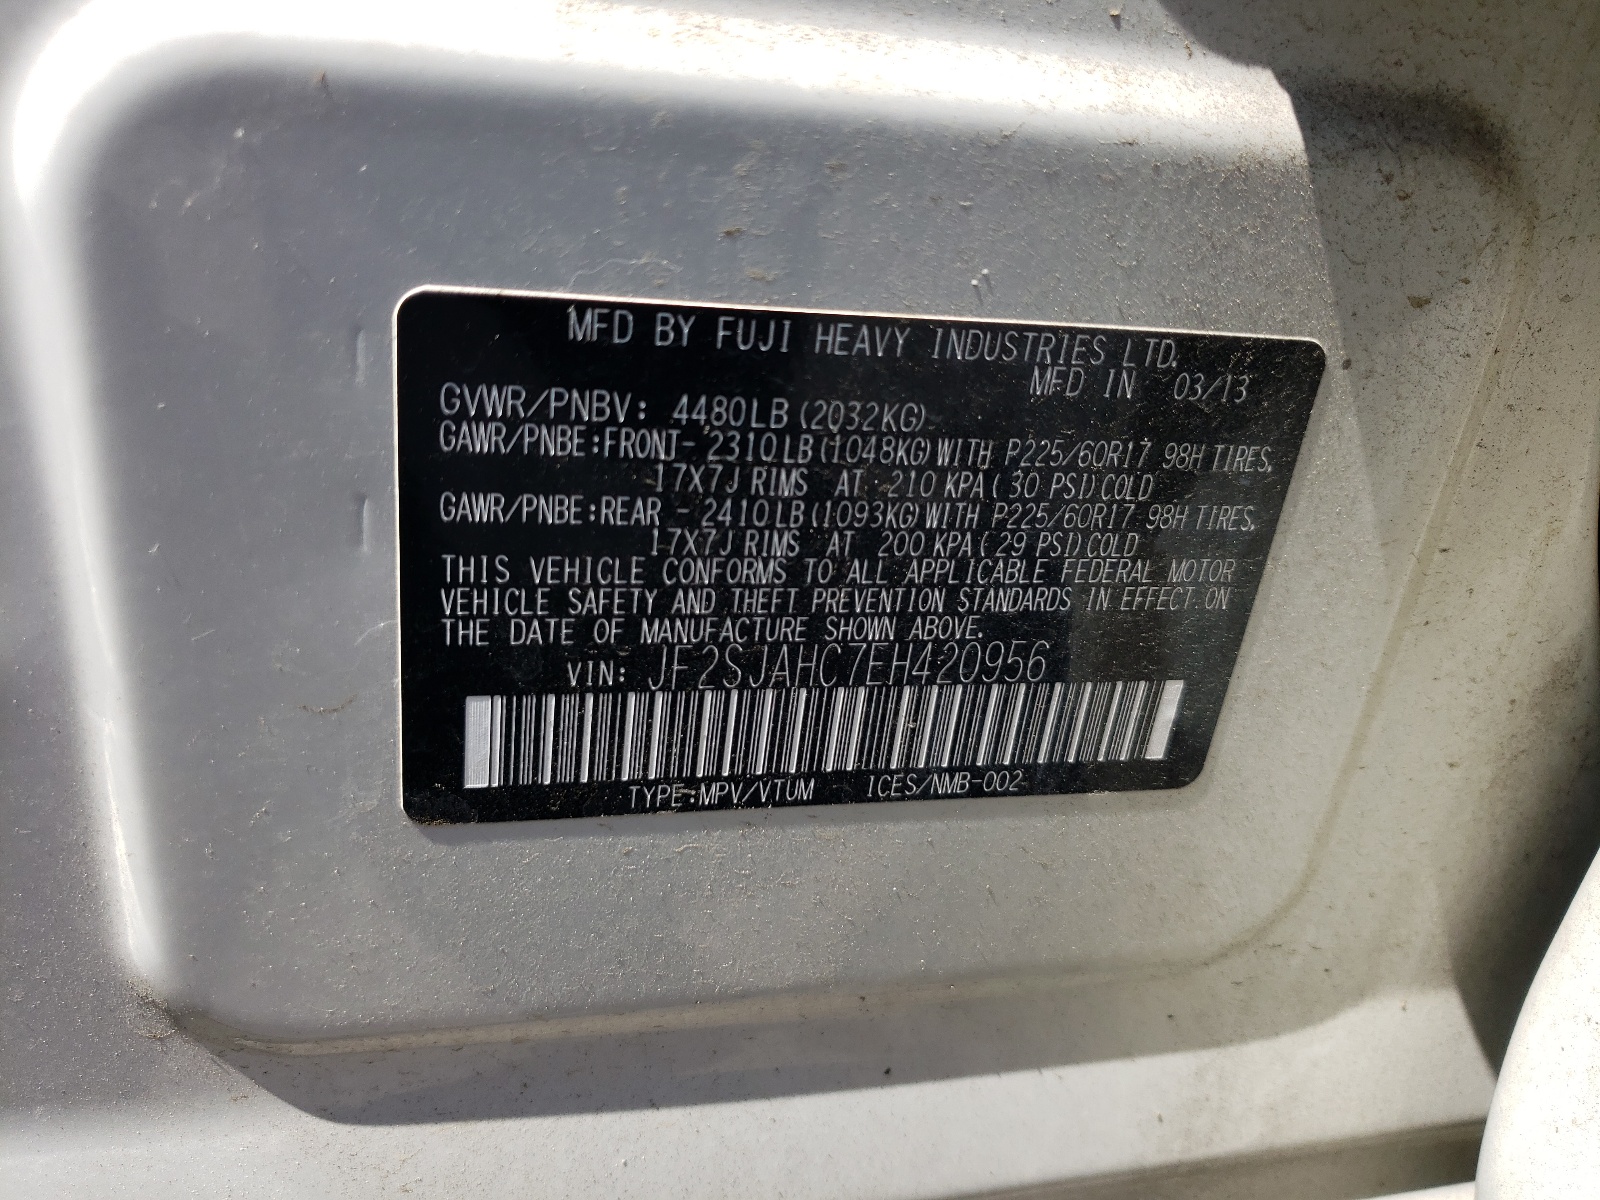 MFD BY FUJI HEAVY INDUSTRIES LTD.
MFD IN 03/13
GVWR/PNBV: 4480LB (2032KG)
GAWR/PNBE:FRONT- 2310LB(1048KG)WITH P225/60R17 98H TIRES,
17X7J RIMS AT 210 KPA( 30 PSI)COLD
GAWR/PNBE:REAR - 2410LB(1093KG)WITH P225/60R17 98H TIRES,
17X7J RIMS AT 200 KPA( 29 PSI)COLD
THIS VEHICLE CONFORMS TO ALL APPLICABLE FEDERAL MOTOR
VEHICLE SAFETY AND THEFT PREVENTION STANDARDS IN EFFECT ON
THE DATE OF MANUFACTURE SHOWN ABOVE.
VIN: JF2SJAHC7EH420956
TYPE:MPV/VTUM ICES/NMB-002